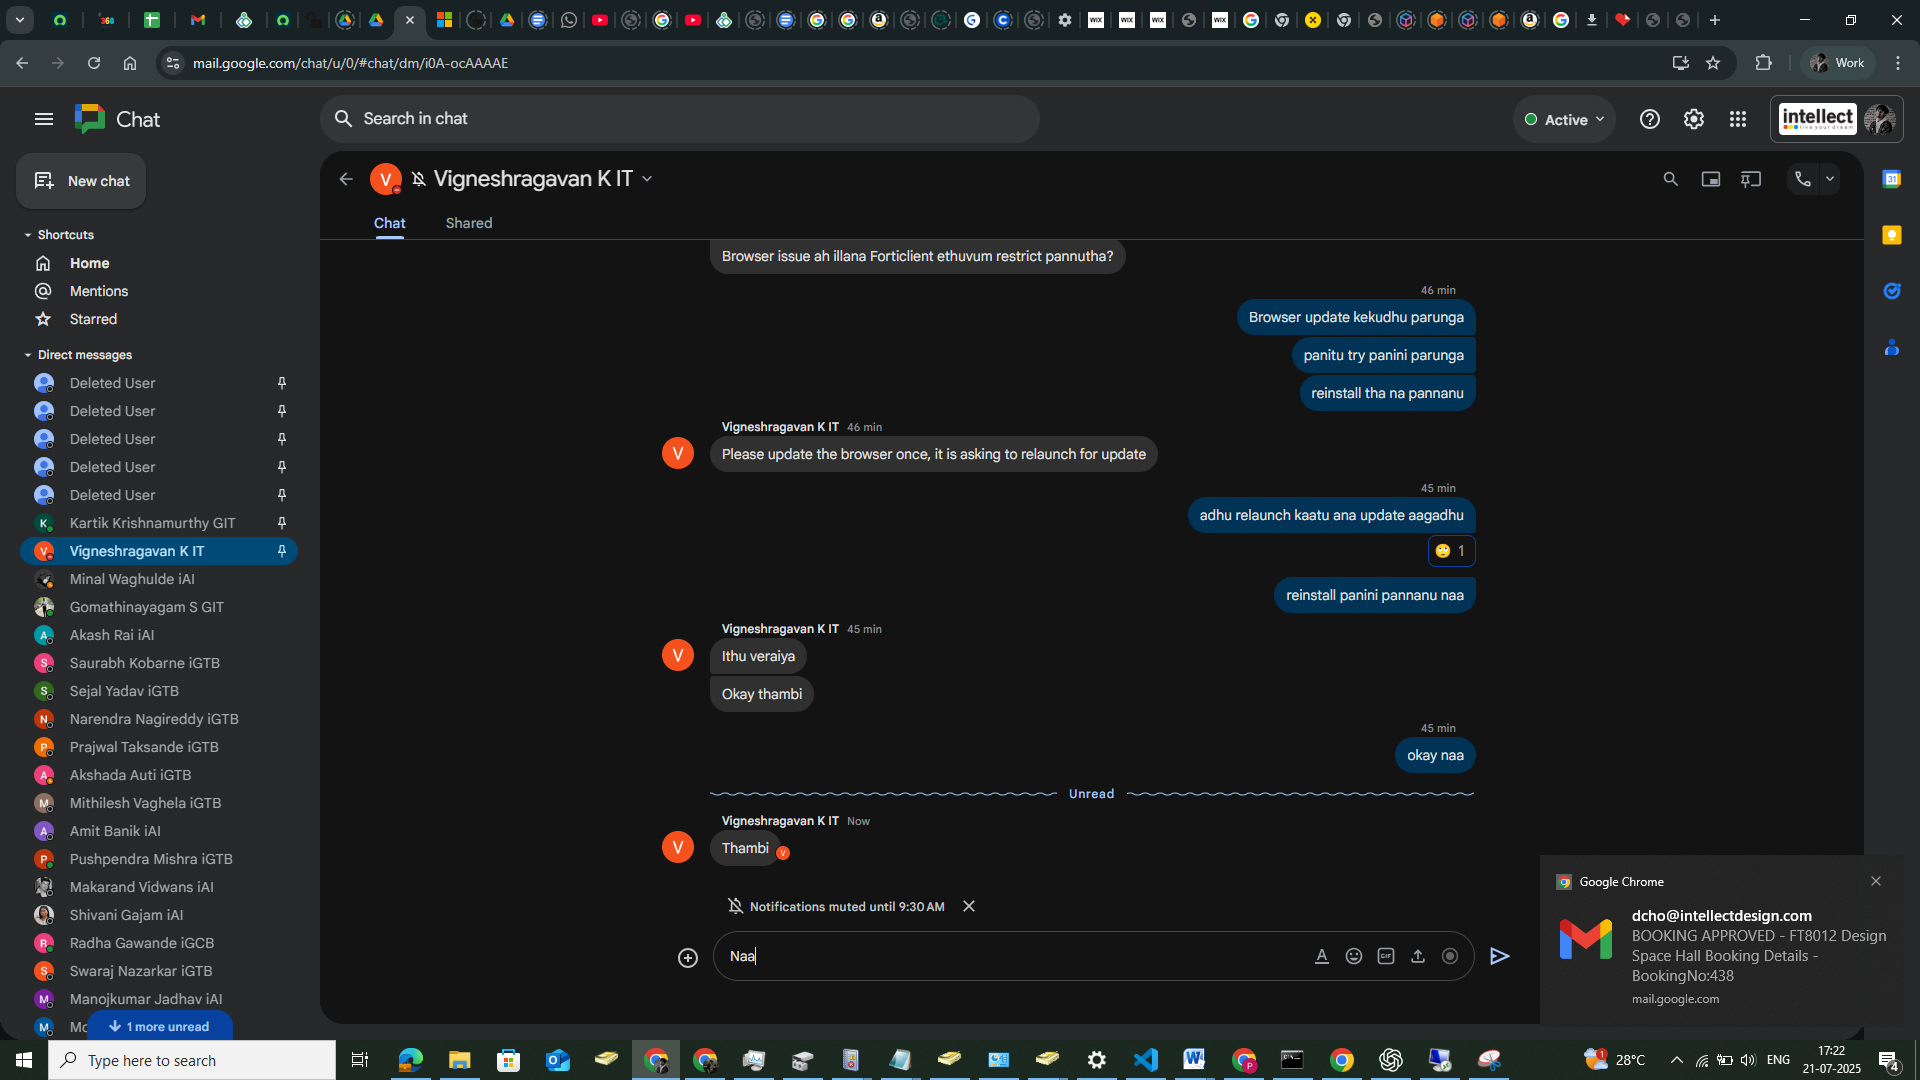 360
WIX
WIX
WIX
WIX
mail.google.com/chat/u/0/#chat/dm/i0A-ocAAAAE
Work
Chat
Search in chat
Active
intellect
New chat
Vigneshragavan K IT
Chat
Shared
Shortcuts
Home
Mentions
Starred
Direct messages
Deleted User
Deleted User
Deleted User
Deleted User
Deleted User
Kartik Krishnamurthy GIT
Vigneshragavan K IT
Minal Waghulde iAI
Gomathinayagam S GIT
Akash Rai iAI
Saurabh Kobarne iGTB
Sejal Yadav iGTB
Narendra Nagireddy iGTB
Prajwal Taksande iGTB
Akshada Auti iGTB
Mithilesh Vaghela iGTB
Amit Banik iAI
Pushpendra Mishra iGTB
Makarand Vidwans iAI
Shivani Gajam iAI
Radha Gawande iGCB
Swaraj Nazarkar iGTB
Manojkumar Jadhav iAI
1 more unread
Browser issue ah illana Forticlient ethuvum restrict pannutha?
46 min
Browser update kekudhu parunga
panitu try panini parunga
reinstall tha na pannanu
Vigneshragavan K IT 46 min
Please update the browser once, it is asking to relaunch for update
45 min
adhu relaunch kaatu ana update aagadhu
1
reinstall panini pannanu naa
Vigneshragavan K IT 45 min
Ithu veraiya
Okay thambi
45 min
okay naa
Unread
Vigneshragavan K IT Now
Thambi
Notifications muted until 9:30 AM
Naa
Google Chrome
dcho@intellectdesign.com
BOOKING APPROVED - FT8012 Design
Space Hall Booking Details -
BookingNo:438
mail.google.com
Type here to search
28°C
ENG
17:22
21-07-2025
4